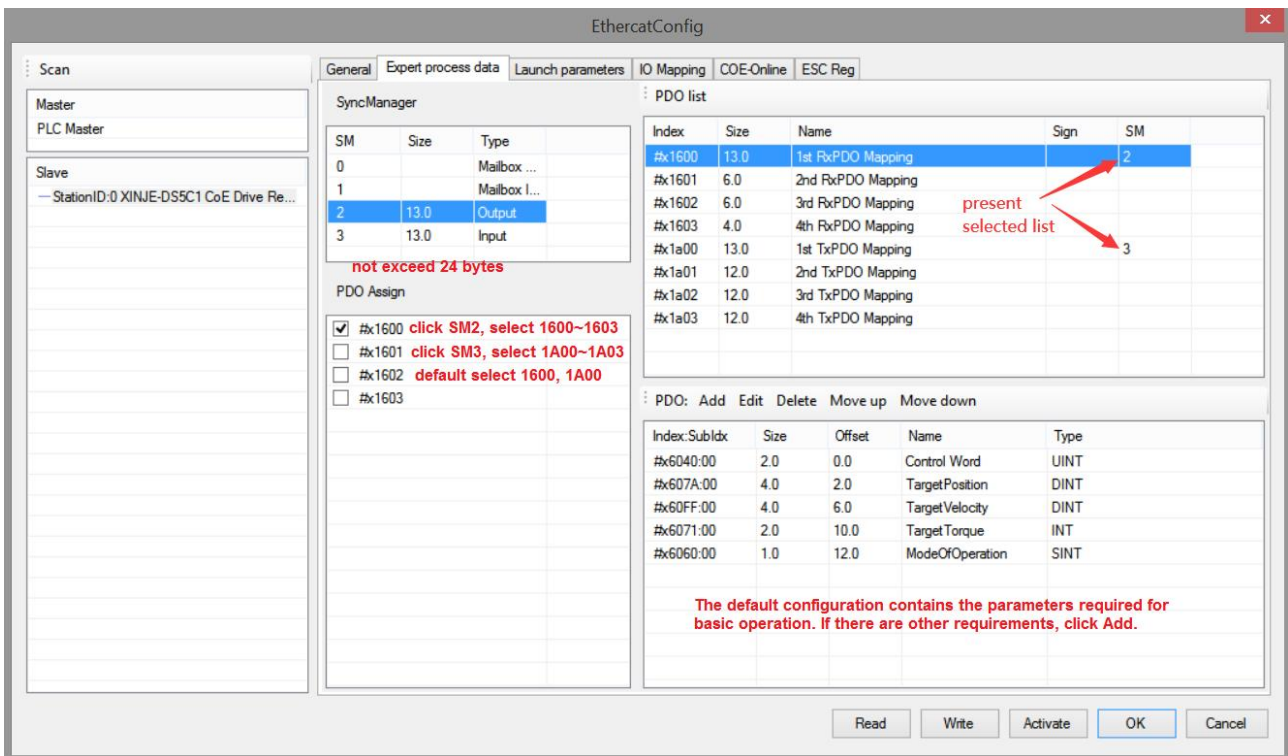 EthercatConfig
Scan
Master
PLC Master
Slave
StationID:0 XINJE-DS5C1 CoE Drive Re...
General Expert process data Launch parameters IO Mapping COE-Online ESC Reg
SyncManager
SM Size Type
0 Mailbox ...
1 Mailbox I...
2 13.0 Output
3 13.0 Input
not exceed 24 bytes
PDO Assign
#x1600 click SM2, select 1600~1603
#x1601 click SM3, select 1A00~1A03
#x1602 default select 1600, 1A00
#x1603
PDO list
Index Size Name Sign SM
#x1600 13.0 1st RxPDO Mapping 2
#x1601 6.0 2nd RxPDO Mapping
#x1602 6.0 3rd RxPDO Mapping
#x1603 4.0 4th RxPDO Mapping
#x1a00 13.0 1st TxPDO Mapping 3
#x1a01 12.0 2nd TxPDO Mapping
#x1a02 12.0 3rd TxPDO Mapping
#x1a03 12.0 4th TxPDO Mapping
present
selected list
PDO: Add Edit Delete Move up Move down
Index:SubIdx Size Offset Name Type
#x6040:00 2.0 0.0 Control Word UINT
#x607A:00 4.0 2.0 TargetPosition DINT
#x60FF:00 4.0 6.0 TargetVelocity DINT
#x6071:00 2.0 10.0 TargetTorque INT
#x6060:00 1.0 12.0 ModeOfOperation SINT
The default configuration contains the parameters required for
basic operation. If there are other requirements, click Add.
Read Write Activate OK Cancel